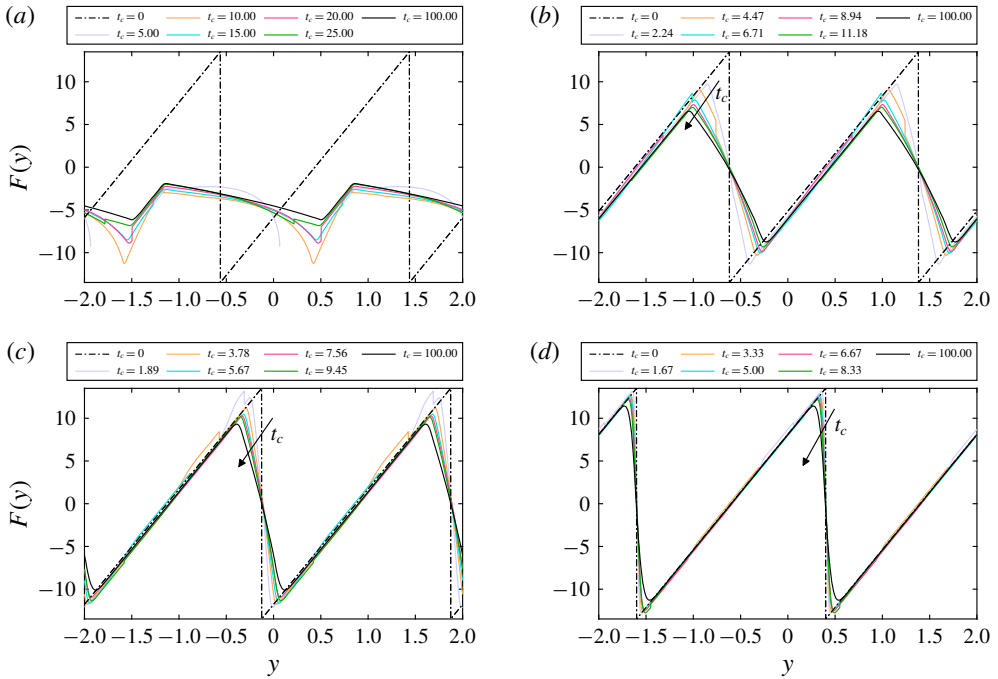 (a)
t_c = 0 t_c = 10.00 t_c = 20.00 t_c = 100.00
t_c = 5.00 t_c = 15.00 t_c = 25.00
10
5
0
−5
−10
F(y)
−2.0 −1.5 −1.0 −0.5 0 0.5 1.0 1.5 2.0
(b)
t_c = 0 t_c = 4.47 t_c = 8.94 t_c = 100.00
t_c = 2.24 t_c = 6.71 t_c = 11.18
10
5
0
−5
−10
t_c
−2.0 −1.5 −1.0 −0.5 0 0.5 1.0 1.5 2.0
(c)
t_c = 0 t_c = 3.78 t_c = 7.56 t_c = 100.00
t_c = 1.89 t_c = 5.67 t_c = 9.45
10
5
0
−5
−10
F(y)
t_c
−2.0 −1.5 −1.0 −0.5 0 0.5 1.0 1.5 2.0
y
(d)
t_c = 0 t_c = 3.33 t_c = 6.67 t_c = 100.00
t_c = 1.67 t_c = 5.00 t_c = 8.33
10
5
0
−5
−10
t_c
−2.0 −1.5 −1.0 −0.5 0 0.5 1.0 1.5 2.0
y